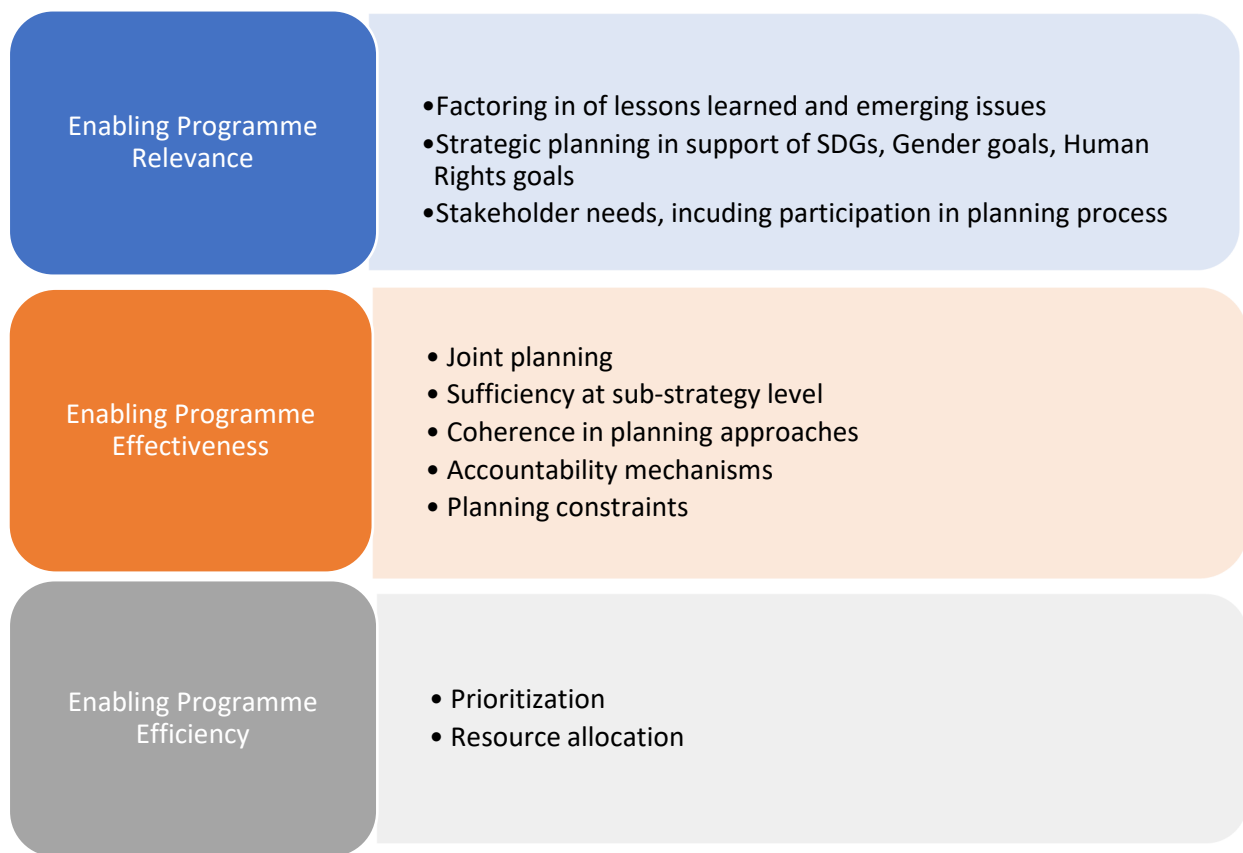 Enabling Programme
Relevance
•Factoring in of lessons learned and emerging issues
•Strategic planning in support of SDGs, Gender goals, Human
Rights goals
•Stakeholder needs, incuding participation in planning process
Enabling Programme
Effectiveness
• Joint planning
• Sufficiency at sub-strategy level
• Coherence in planning approaches
• Accountability mechanisms
• Planning constraints
Enabling Programme
Efficiency
• Prioritization
• Resource allocation